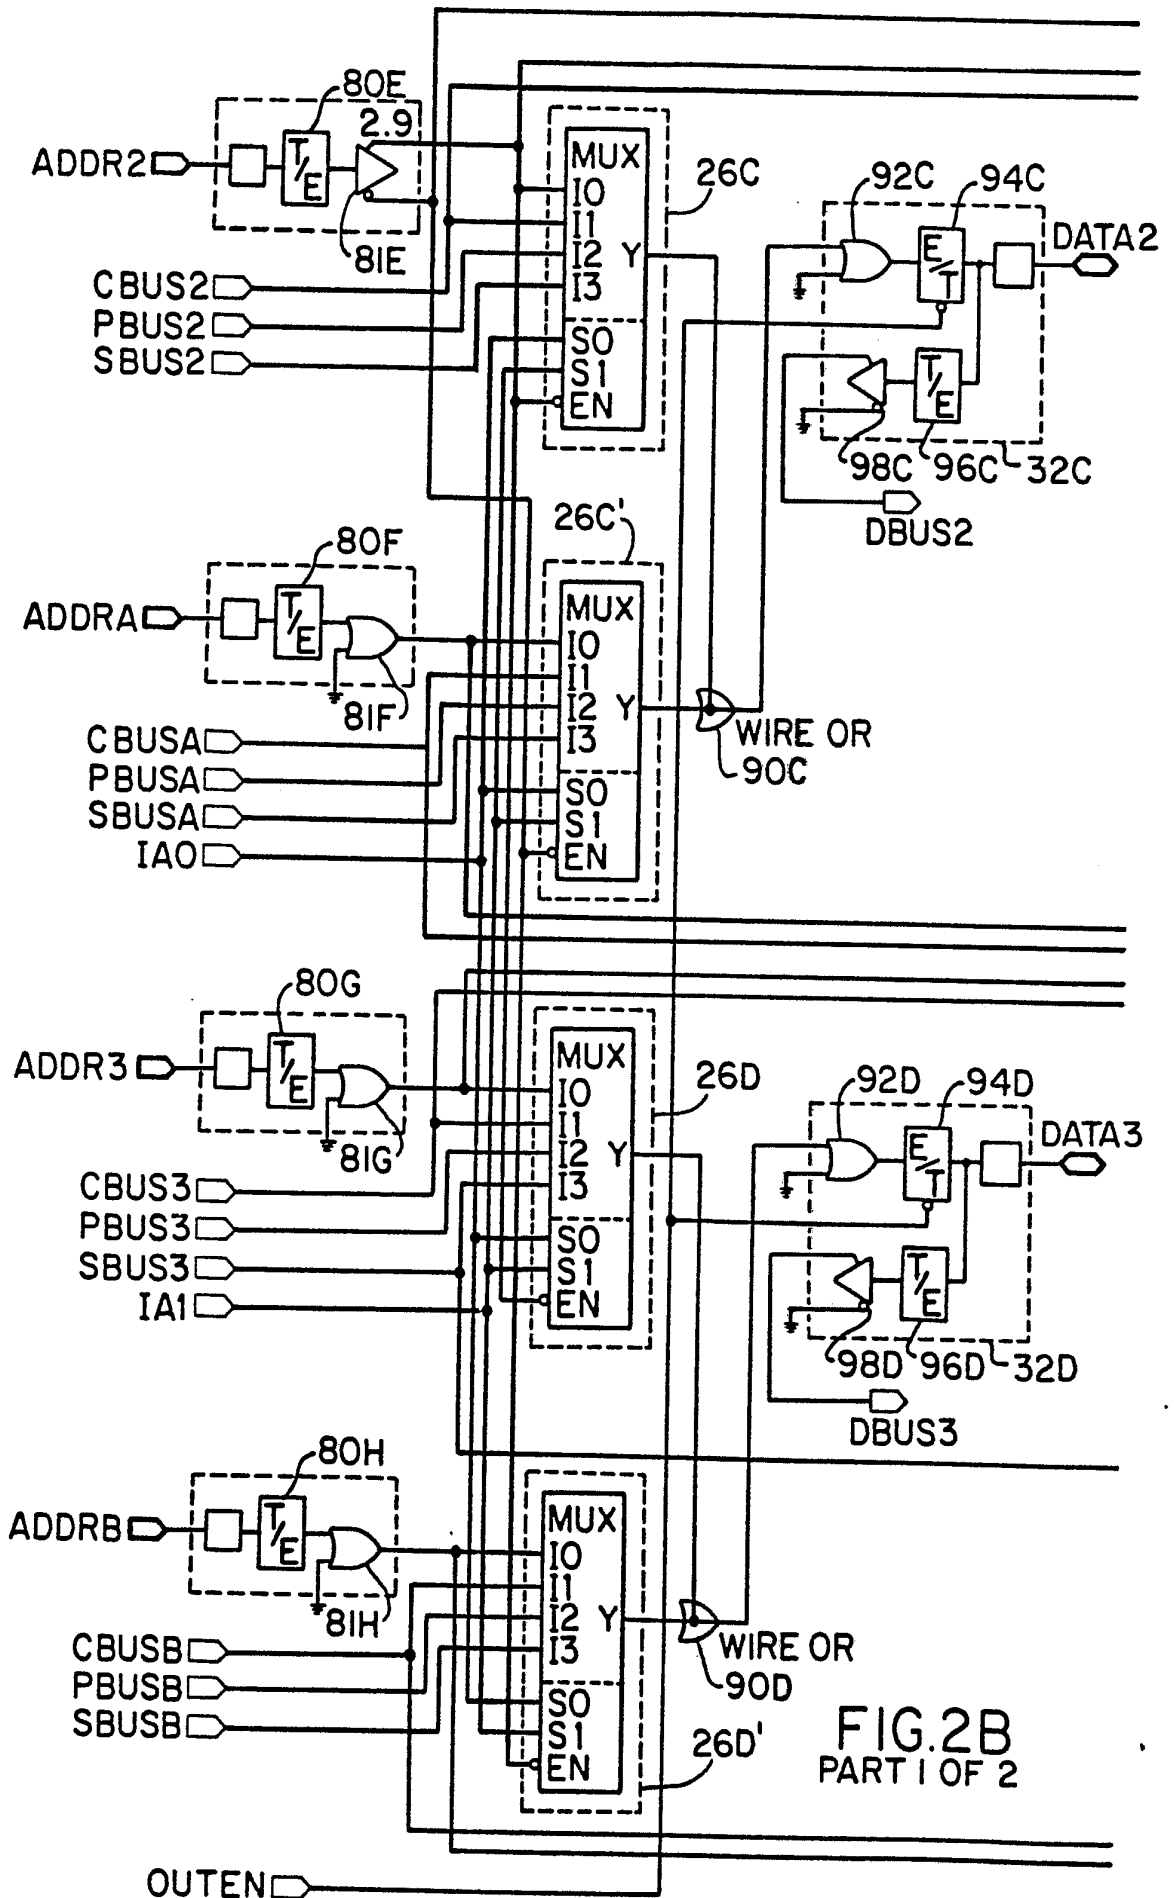 80E
2.9
ADDR2
T/E
81E
MUX
I0
I1
I2
I3
Y
S0
S1
EN
26C
92C
94C
E/T
DATA2
CBUS2
PBUS2
SBUS2
T/E
98C
96C
32C
DBUS2
26C'
80F
ADDRA
T/E
81F
MUX
I0
I1
I2
I3
Y
S0
S1
EN
CBUSA
PBUSA
SBUSA
IA0
WIRE OR
90C
80G
ADDR3
T/E
81G
MUX
I0
I1
I2
I3
Y
S0
S1
EN
26D
92D
94D
E/T
DATA3
CBUS3
PBUS3
SBUS3
IA1
T/E
98D
96D
32D
DBUS3
80H
ADDRB
T/E
81H
MUX
I0
I1
I2
I3
Y
S0
S1
EN
CBUSB
PBUSB
SBUSB
WIRE OR
90D
26D'
FIG.2B
PART 1 OF 2
OUTEN